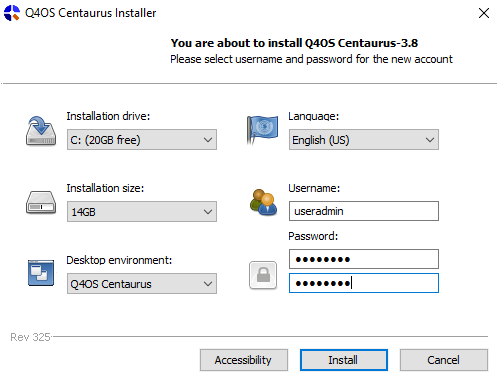 Q4OS Centaurus Installer
You are about to install Q4OS Centaurus-3.8
Please select username and password for the new account
Installation drive:
C: (20GB free)
Language:
English (US)
Installation size:
14GB
Username:
useradmin
Password:
●●●●●●●●
●●●●●●●●
Desktop environment:
Q4OS Centaurus
Rev 325
Accessibility
Install
Cancel